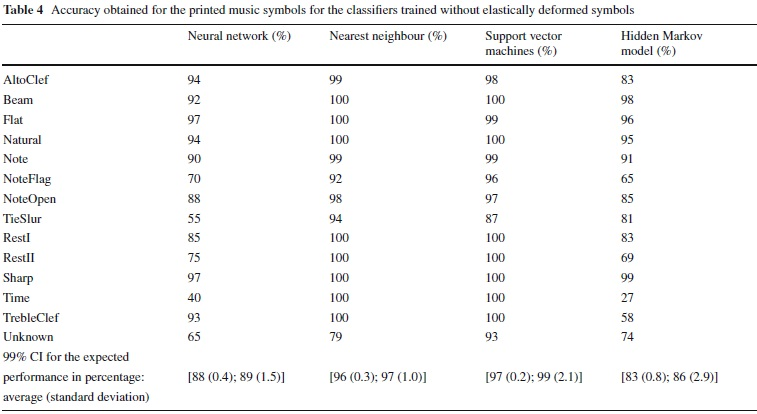 Table 4 Accuracy obtained for the printed music symbols for the classifiers trained without elastically deformed symbols
Neural network (%) Nearest neighbour (%) Support vector machines (%) Hidden Markov model (%)
AltoClef 94 99 98 83
Beam 92 100 100 98
Flat 97 100 99 96
Natural 94 100 100 95
Note 90 99 99 91
NoteFlag 70 92 96 65
NoteOpen 88 98 97 85
TieSlur 55 94 87 81
RestI 85 100 100 83
RestII 75 100 100 69
Sharp 97 100 100 99
Time 40 100 100 27
TrebleClef 93 100 100 58
Unknown 65 79 93 74
99% CI for the expected
performance in percentage: [88 (0.4); 89 (1.5)] [96 (0.3); 97 (1.0)] [97 (0.2); 99 (2.1)] [83 (0.8); 86 (2.9)]
average (standard deviation)